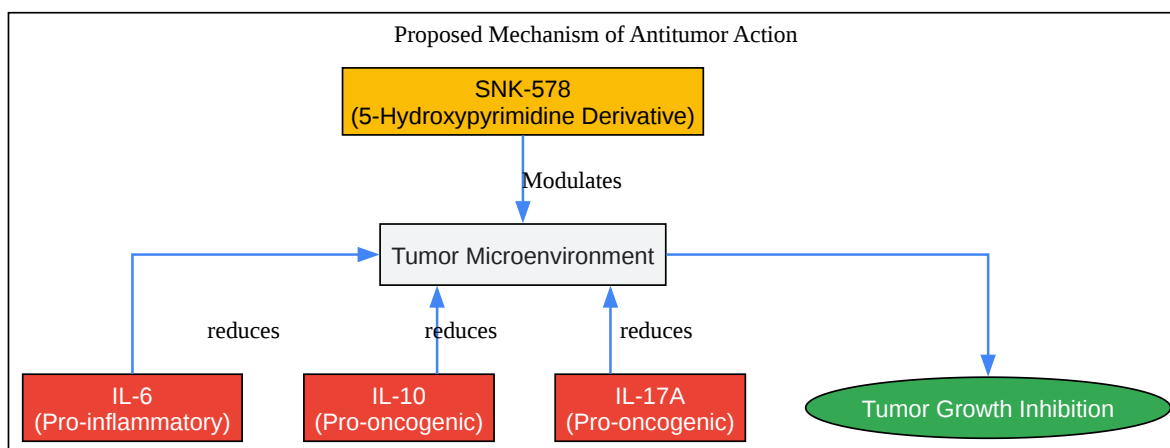 Proposed Mechanism of Antitumor Action
SNK-578
(5-Hydroxypyrimidine Derivative)
Modulates
Tumor Microenvironment
reduces
reduces
reduces
IL-6
(Pro-inflammatory)
IL-10
(Pro-oncogenic)
IL-17A
(Pro-oncogenic)
Tumor Growth Inhibition